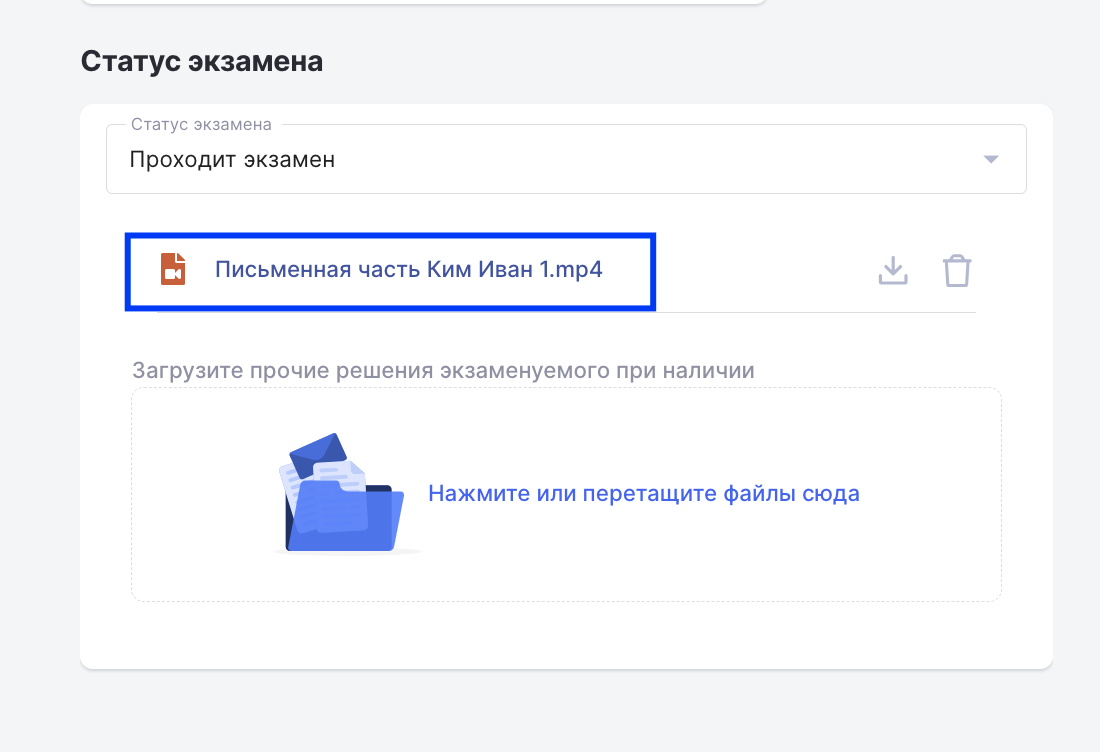 Статус экзамена
Статус экзамена
Проходит экзамен
Письменная часть Ким Иван 1.mp4
Загрузите прочие решения экзаменуемого при наличии
Нажмите или перетащите файлы сюда